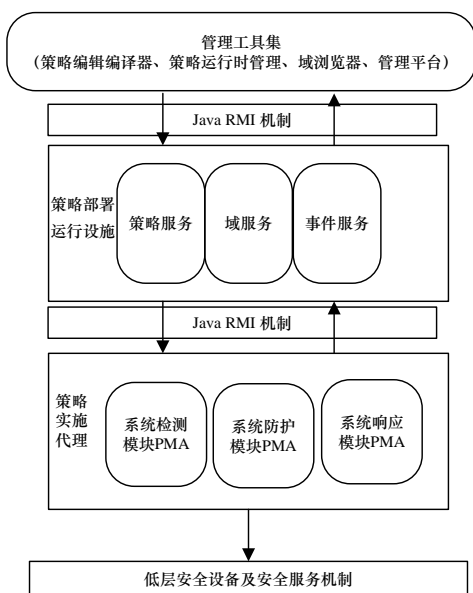 管理工具集
（策略编辑编译器、策略运行时管理、域浏览器、管理平台）
Java RMI 机制
策略部署
运行设施
策略服务
域服务
事件服务
Java RMI 机制
策略
实施
代理
系统检测
模块PMA
系统防护
模块PMA
系统响应
模块PMA
低层安全设备及安全服务机制